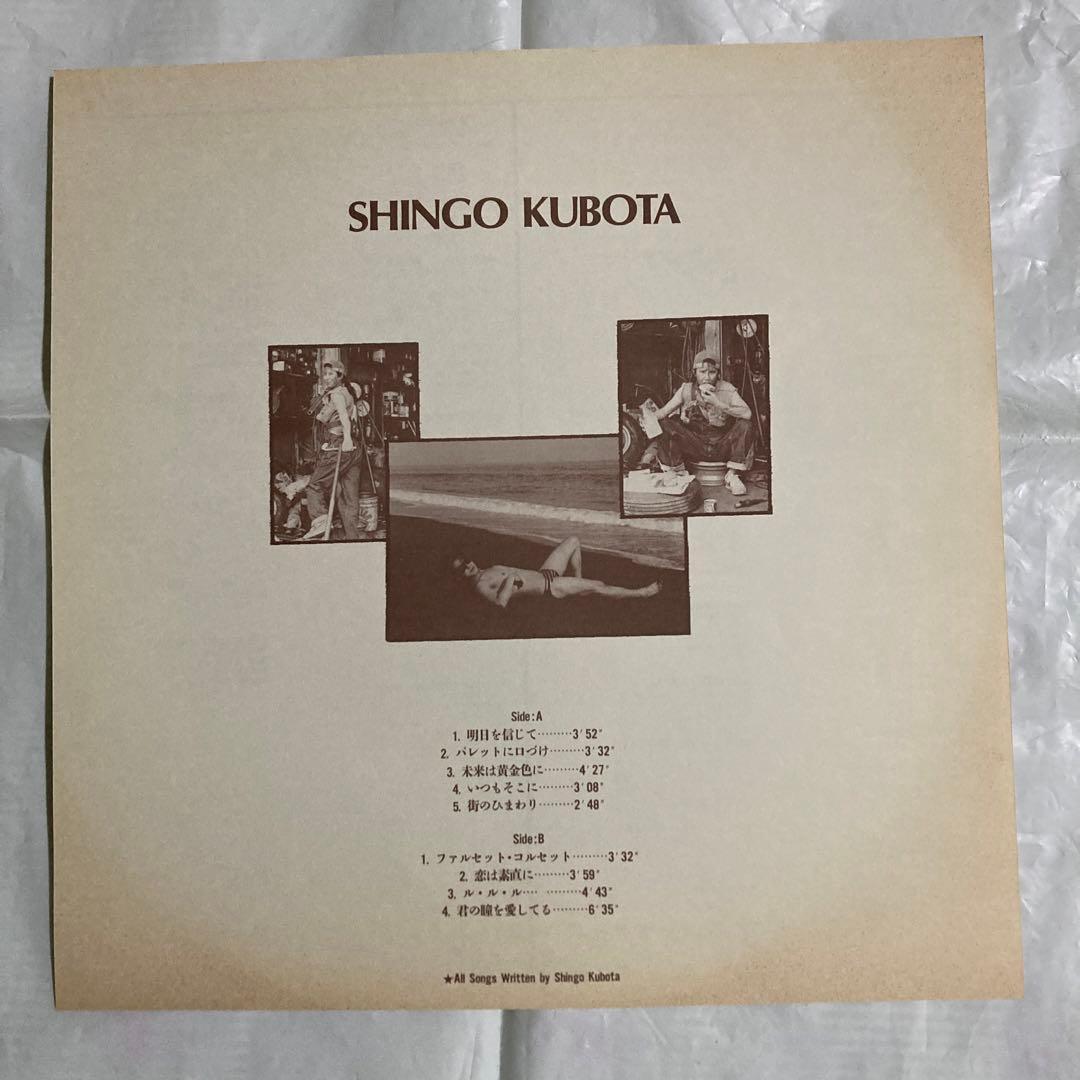 SHINGO KUBOTA
Side:A
1. 明日を信じて………3'52"
2. パレットに口づけ………3'32"
3. 未来は黄金色に………4'27"
4. いつもそこに………3'08"
5. 街のひまわり………2'48"
Side:B
1. ファルセット・コルセット………3'32"
2. 恋は素直に………3'59"
3. ル・ル・ル… ………4'43"
4. 君の瞳を愛してる………6'35"
★All Songs Written by Shingo Kubota